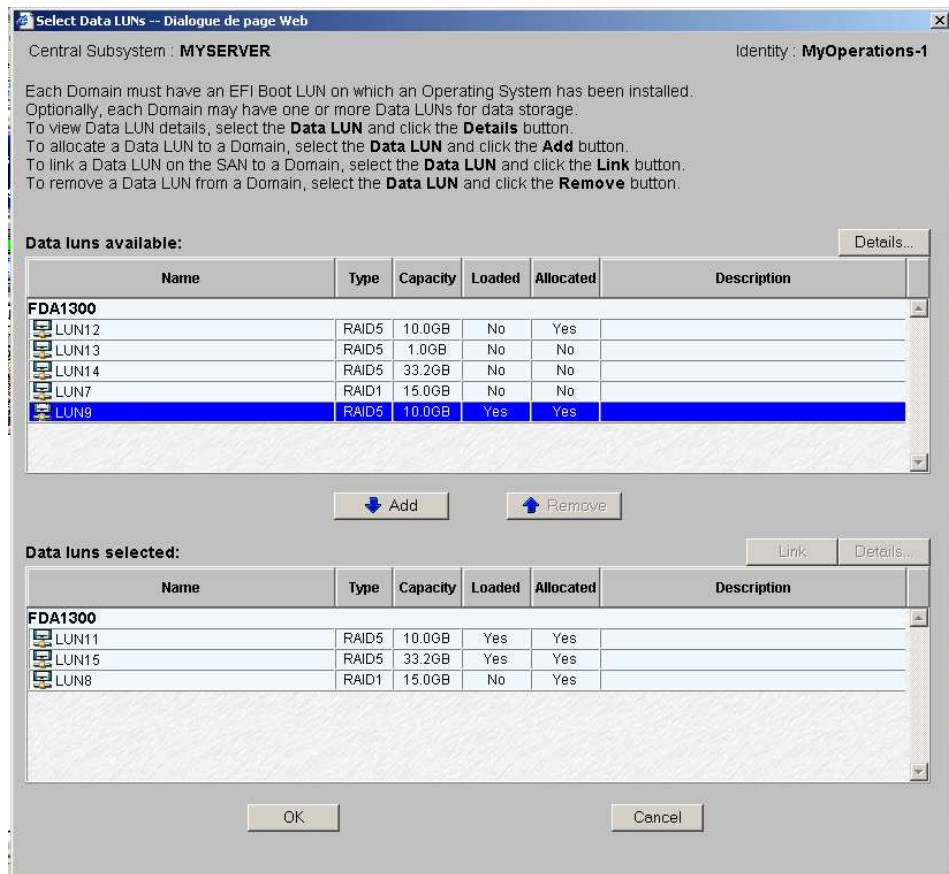 Select Data LUNs -- Dialogue de page Web
Central Subsystem : MYSERVER Identity : MyOperations-1
Each Domain must have an EFI Boot LUN on which an Operating System has been installed.
Optionally, each Domain may have one or more Data LUNs for data storage.
To view Data LUN details, select the Data LUN and click the Details button.
To allocate a Data LUN to a Domain, select the Data LUN and click the Add button.
To link a Data LUN on the SAN to a Domain, select the Data LUN and click the Link button.
To remove a Data LUN from a Domain, select the Data LUN and click the Remove button.
Data luns available: Details...
Name Type Capacity Loaded Allocated Description
FDA1300
LUN12 RAID5 10.0GB No Yes
LUN13 RAID5 1.0GB No No
LUN14 RAID5 33.2GB No No
LUN7 RAID1 15.0GB No No
LUN9 RAID5 10.0GB Yes Yes
Add Remove
Data luns selected: Link Details...
Name Type Capacity Loaded Allocated Description
FDA1300
LUN11 RAID5 10.0GB Yes Yes
LUN15 RAID5 33.2GB Yes Yes
LUN8 RAID1 15.0GB No Yes
OK Cancel